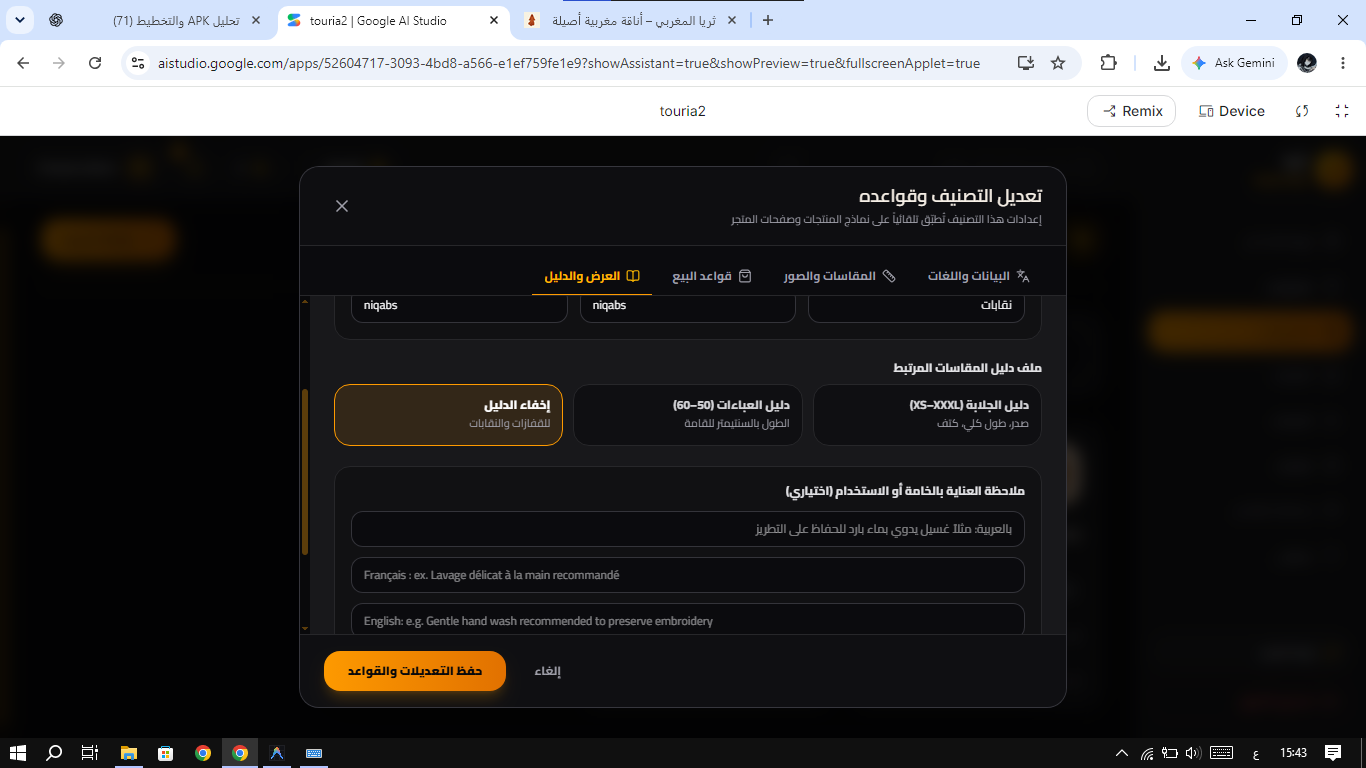 تحليل APK والتخطيط (71)
touria2 | Google AI Studio
ثريا المغربي – أناقة مغربية أصيلة
aistudio.google.com/apps/52604717-3093-4bd8-a566-e1ef759fe1e9?showAssistant=true&showPreview=true&fullscreenApplet=true
Ask Gemini
touria2
Remix
Device
تعديل التصنيف وقواعده
إعدادات هذا التصنيف تُطبّق تلقائياً على نماذج المنتجات وصفحات المتجر
البيانات واللغات
المقاسات والصور
قواعد البيع
العرض والدليل
نقابات
niqabs
niqabs
ملف دليل المقاسات المرتبط
دليل الجلابة (XS–XXXL)
صدر، طول كلي، كتف
دليل العباءات (50–60)
الطول بالسنتيمتر للقامة
إخفاء الدليل
للقفازات والنقابات
ملاحظة العناية بالخامة أو الاستخدام (اختياري)
بالعربية: مثلاً غسيل يدوي بماء بارد للحفاظ على التطريز
Français : ex. Lavage délicat à la main recommandé
English: e.g. Gentle hand wash recommended to preserve embroidery
إلغاء
حفظ التعديلات والقواعد
ع
15:43